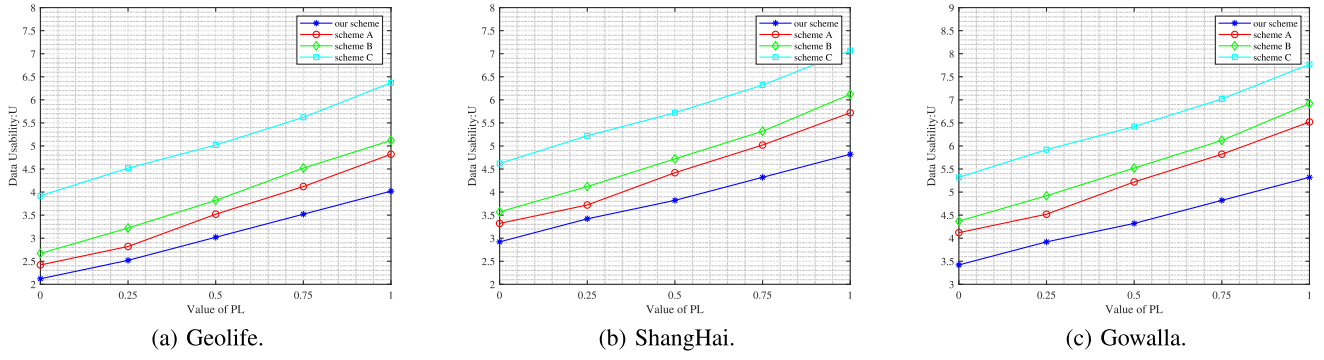 8
7.5
7
6.5
6
5.5
5
4.5
4
3.5
3
2.5
2
Data Usability:U
our scheme
scheme A
scheme B
scheme C
0 0.25 0.5 0.75 1
Value of PL
(a) Geolife.
8
7.5
7
6.5
6
5.5
5
4.5
4
3.5
3
2.5
2
Data Usability:U
our scheme
scheme A
scheme B
scheme C
0 0.25 0.5 0.75 1
Value of PL
(b) ShangHai.
9
8.5
8
7.5
7
6.5
6
5.5
5
4.5
4
3.5
3
Data Usability:U
our scheme
scheme A
scheme B
scheme C
0 0.25 0.5 0.75 1
Value of PL
(c) Gowalla.